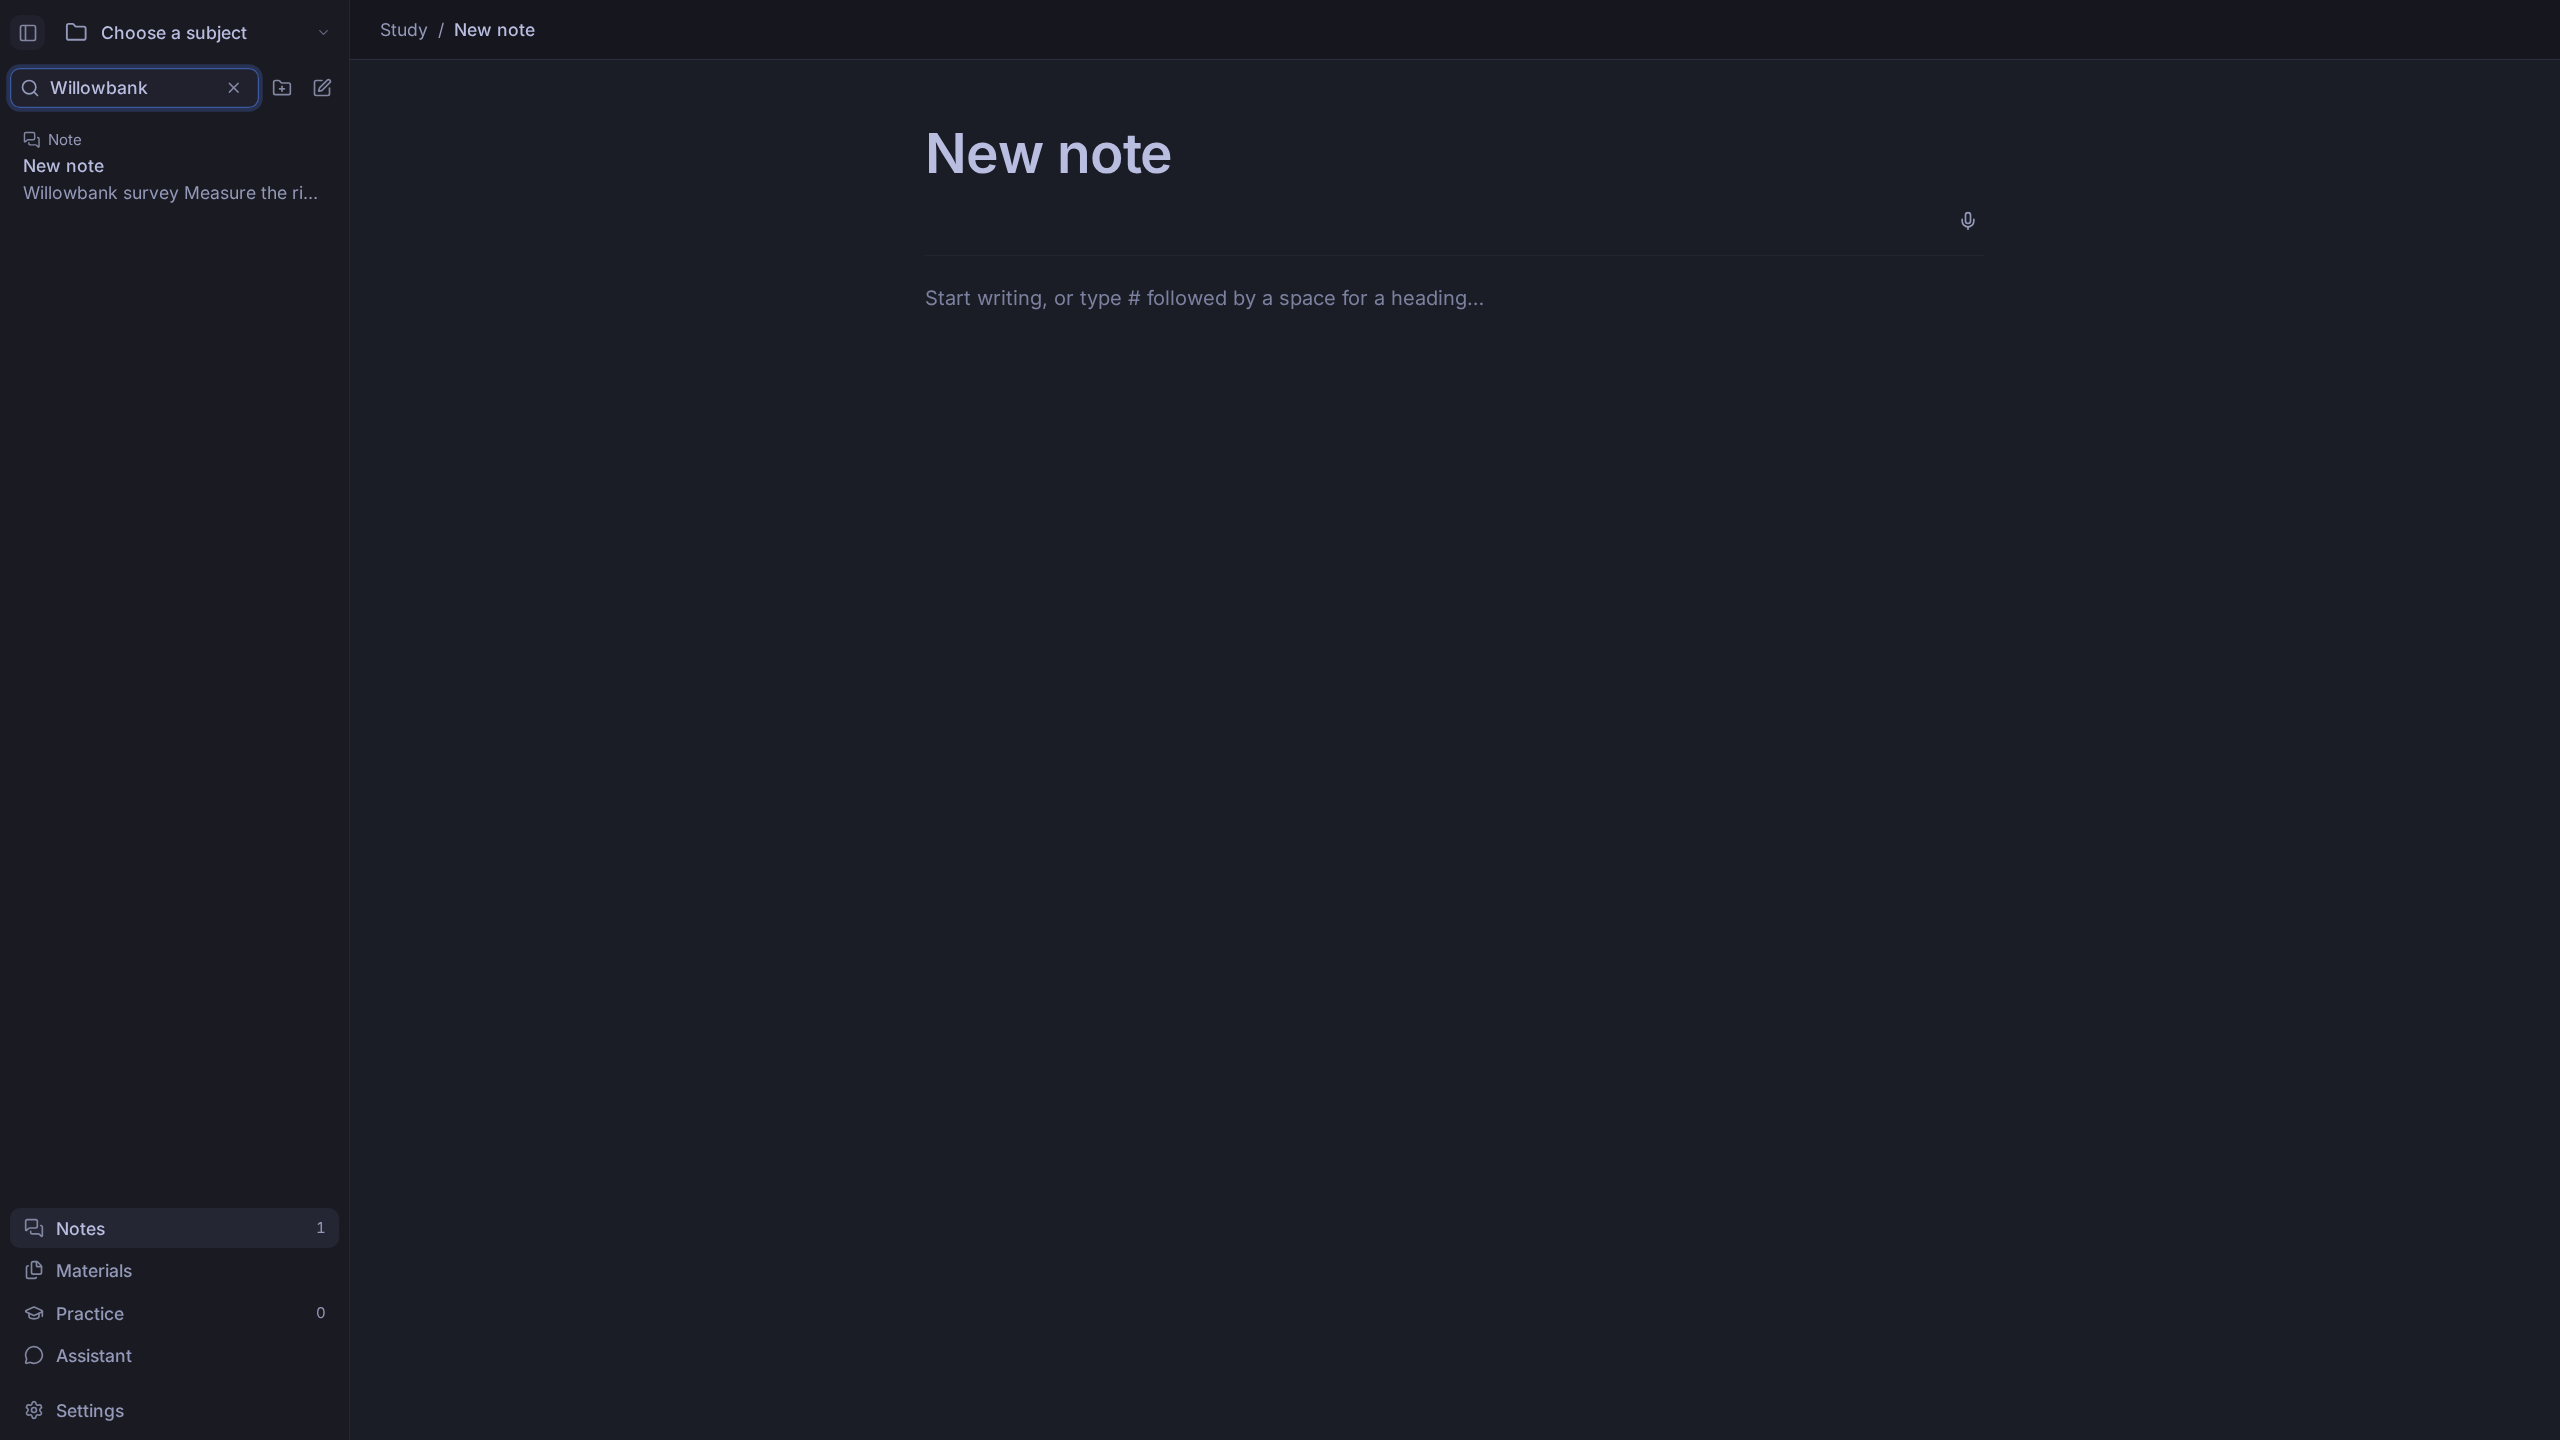 Choose a subject
Study / New note
Willowbank
Note
New note
Willowbank survey Measure the ri...
New note
Start writing, or type # followed by a space for a heading...
Notes 1
Materials
Practice 0
Assistant
Settings